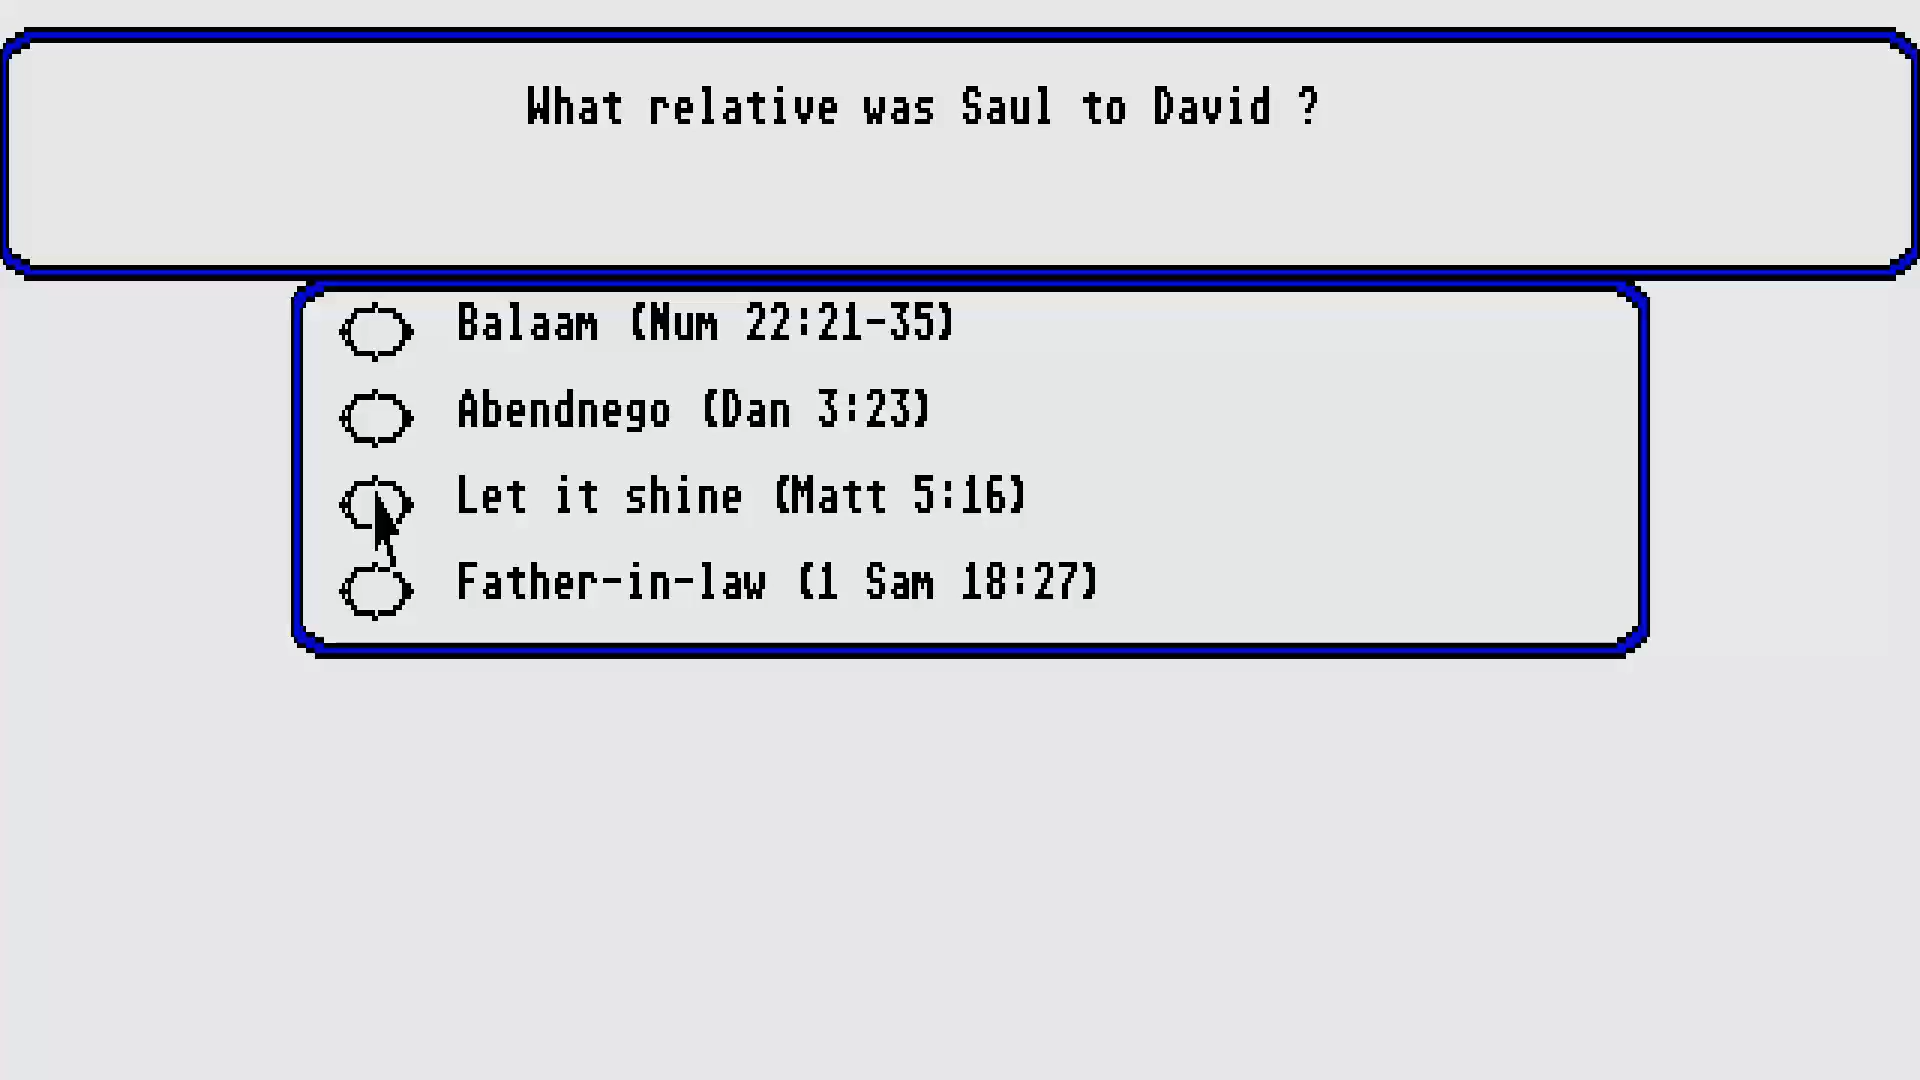 What relative was Saul to David ?
Balaam (Num 22:21-35)
Abendnego (Dan 3:23)
Let it shine (Matt 5:16)
Father-in-law (1 Sam 18:27)